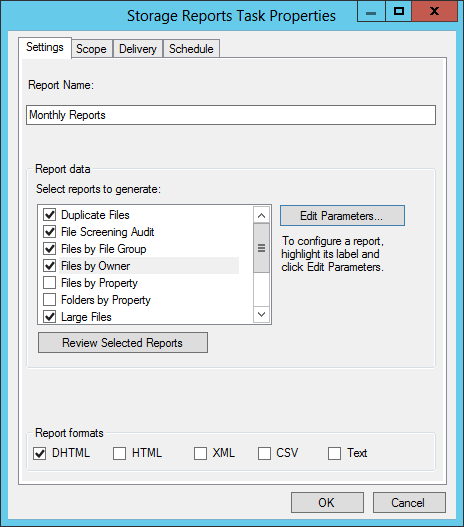 Storage Reports Task Properties
Settings Scope Delivery Schedule
Report Name:
Monthly Reports
Report data
Select reports to generate:
Duplicate Files
File Screening Audit
Files by File Group
Files by Owner
Files by Property
Folders by Property
Large Files
Edit Parameters...
To configure a report,
highlight its label and
click Edit Parameters.
Review Selected Reports
Report formats
DHTML HTML XML CSV Text
OK Cancel